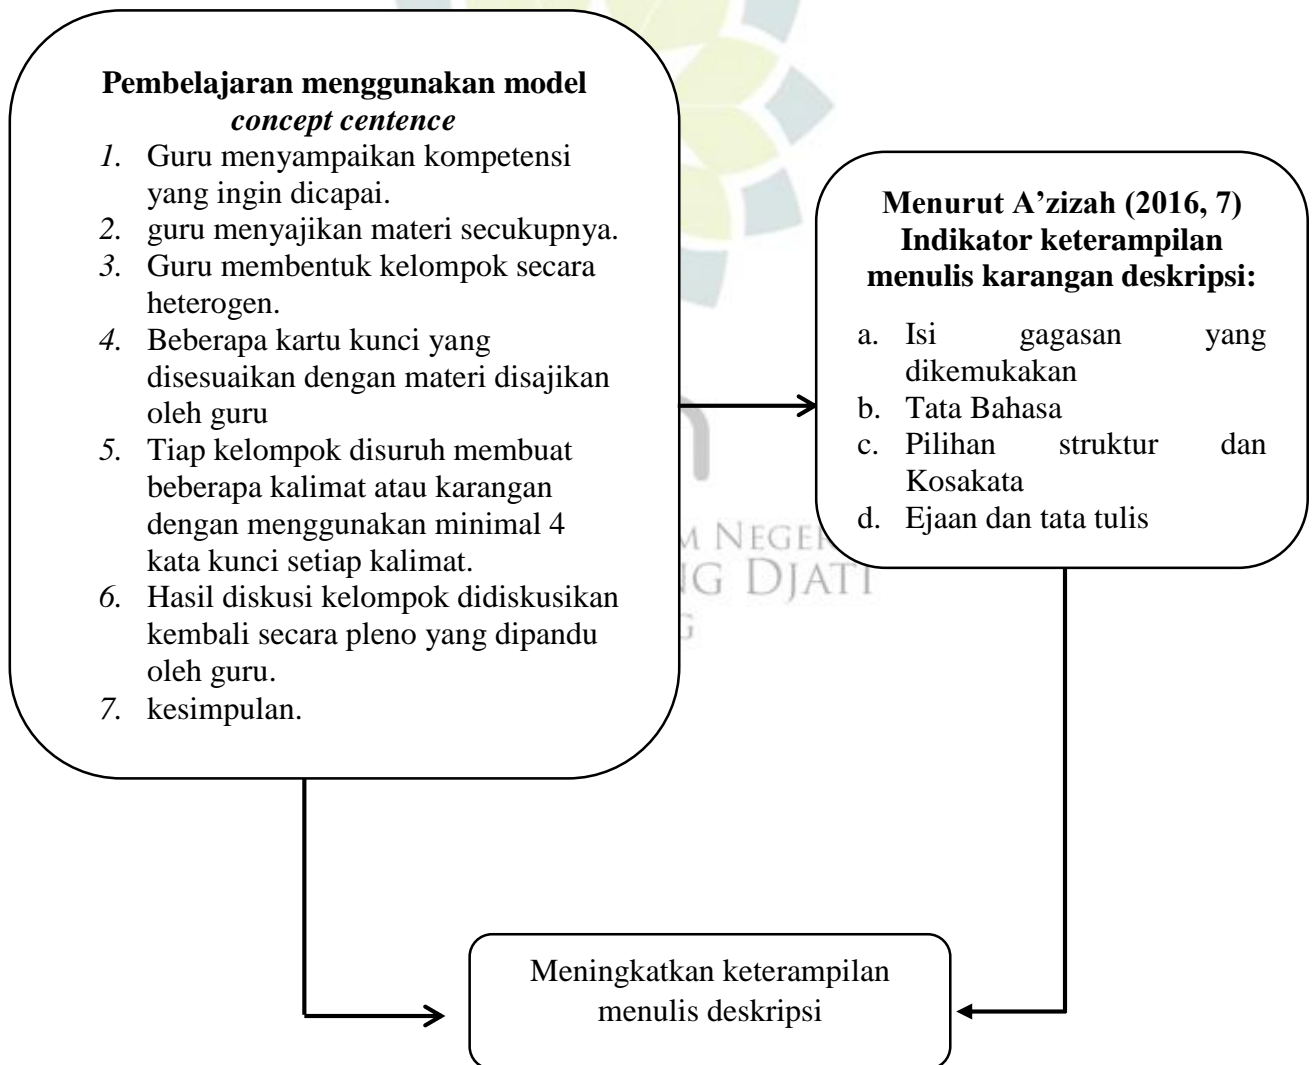 Pembelajaran menggunakan model
concept centence
1. Guru menyampaikan kompetensi
yang ingin dicapai.
2. guru menyajikan materi secukupnya.
3. Guru membentuk kelompok secara
heterogen.
4. Beberapa kartu kunci yang
disesuaikan dengan materi disajikan
oleh guru
5. Tiap kelompok disuruh membuat
beberapa kalimat atau karangan
dengan menggunakan minimal 4
kata kunci setiap kalimat.
6. Hasil diskusi kelompok didiskusikan
kembali secara pleno yang dipandu
oleh guru.
7. kesimpulan.
Menurut A’zizah (2016, 7)
Indikator keterampilan
menulis karangan deskripsi:
a. Isi gagasan yang
dikemukakan
b. Tata Bahasa
c. Pilihan struktur dan
Kosakata
d. Ejaan dan tata tulis
DJATI
Meningkatkan keterampilan
menulis deskripsi